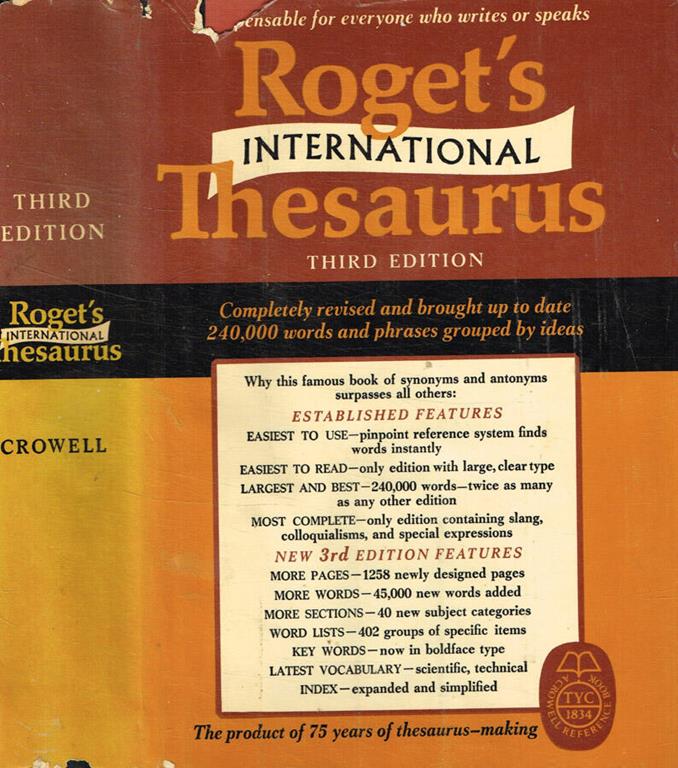 THIRD
EDITION
Roget's
INTERNATIONAL
Thesaurus
CROWELL
for everyone who writes or speaks
Roget's
INTERNATIONAL
Thesaurus
THIRD EDITION
Completely revised and brought up to date
240,000 words and phrases grouped by ideas
Why this famous book of synonyms and antonyms
surpasses all others:
ESTABLISHED FEATURES
EASIEST TO USE—pinpoint reference system finds
words instantly
EASIEST TO READ—only edition with large, clear type
LARGEST AND BEST—240,000 words—twice as many
as any other edition
MOST COMPLETE—only edition containing slang,
colloquialisms, and special expressions
NEW 3rd EDITION FEATURES
MORE PAGES—1258 newly designed pages
MORE WORDS—45,000 new words added
MORE SECTIONS—40 new subject categories
WORD LISTS—402 groups of specific items
KEY WORDS—now in boldface type
LATEST VOCABULARY—scientific, technical
INDEX—expanded and simplified
The product of 75 years of thesaurus-making
A CROWELL REFERENCE BOOK
TYC
1834